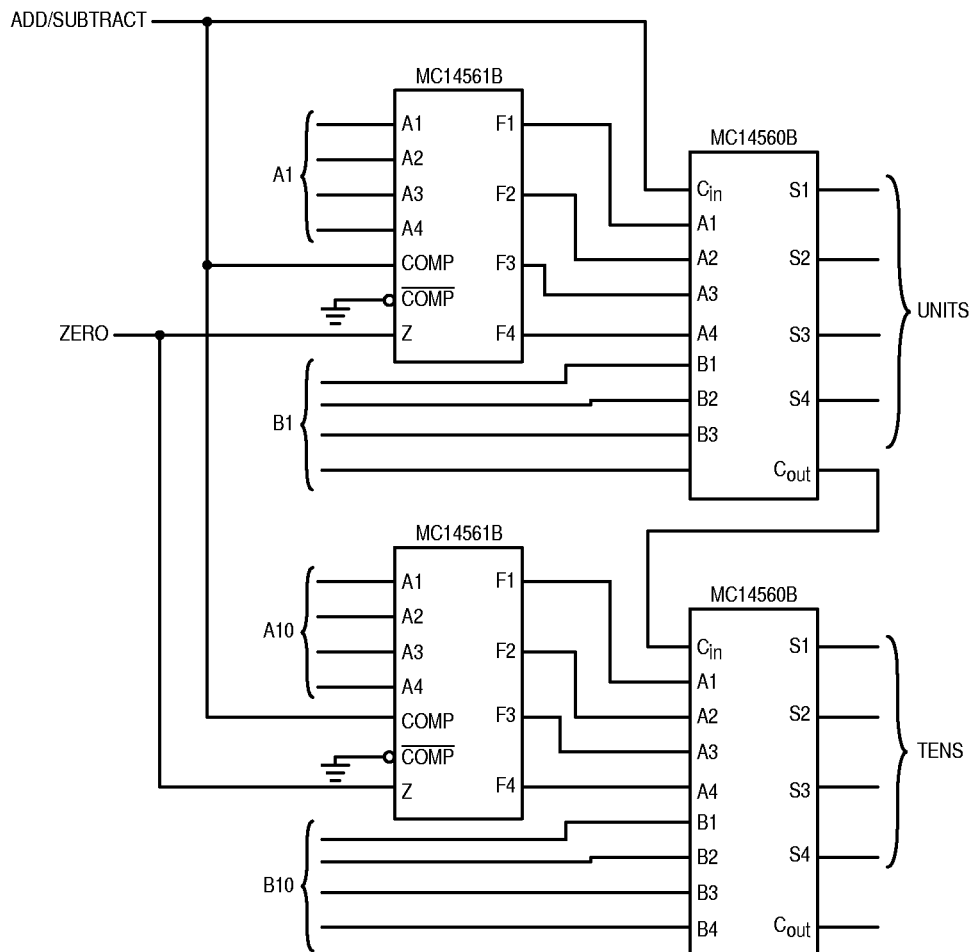 ADD/SUBTRACT
ZERO
MC14561B
A1
A1
A2
A3
A4
COMP
COMP
Z
F1
F2
F3
F4
B1
MC14560B
Cin
A1
A2
A3
A4
B1
B2
B3
S1
S2
S3
S4
Cout
UNITS
MC14561B
A10
A1
A2
A3
A4
COMP
COMP
Z
F1
F2
F3
F4
B10
MC14560B
Cin
A1
A2
A3
A4
B1
B2
B3
B4
S1
S2
S3
S4
Cout
TENS